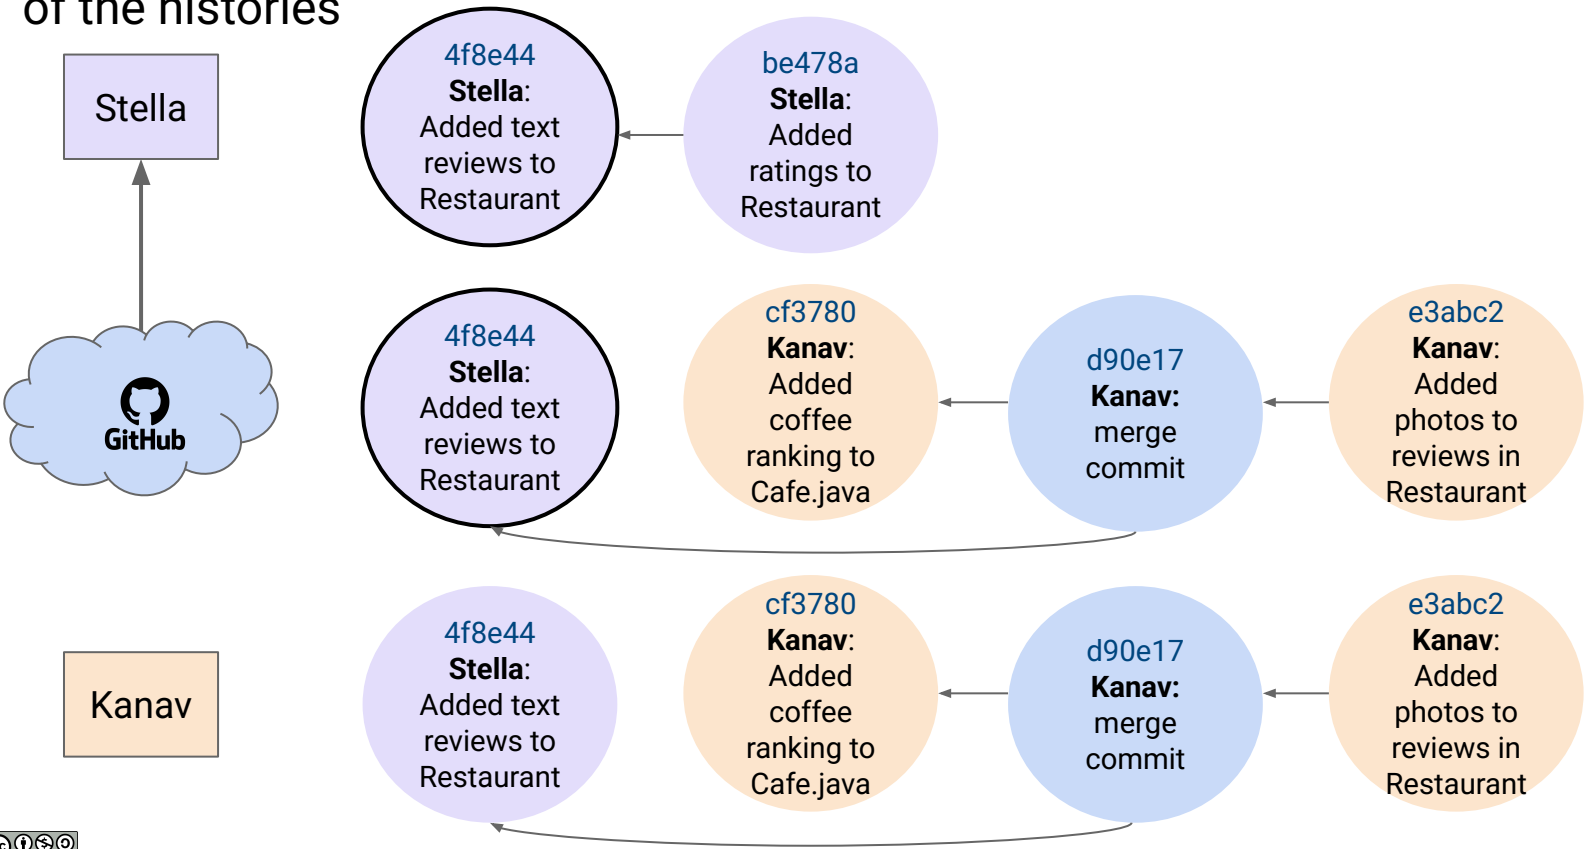 of the histories
Stella
4f8e44
Stella:
Added text
reviews to
Restaurant
be478a
Stella:
Added
ratings to
Restaurant
GitHub
4f8e44
Stella:
Added text
reviews to
Restaurant
cf3780
Kanav:
Added
coffee
ranking to
Cafe.java
d90e17
Kanav:
merge
commit
e3abc2
Kanav:
Added
photos to
reviews in
Restaurant
Kanav
4f8e44
Stella:
Added text
reviews to
Restaurant
cf3780
Kanav:
Added
coffee
ranking to
Cafe.java
d90e17
Kanav:
merge
commit
e3abc2
Kanav:
Added
photos to
reviews in
Restaurant